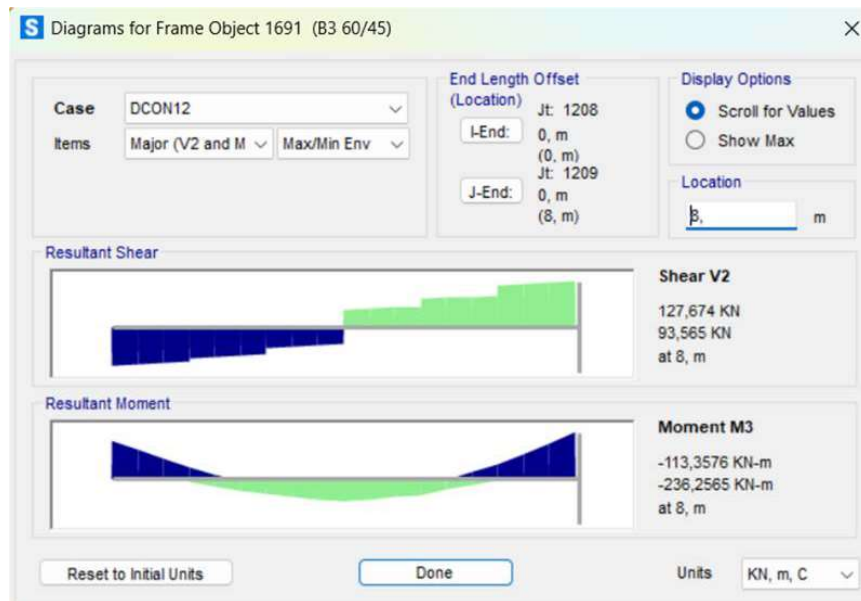 Diagrams for Frame Object 1691 (B3 60/45)
Case
DCON12
Items
Major (V2 and M
Max/Min Env
End Length Offset
(Location)
I-End:
Jt: 1208
0, m
(0, m)
J-End:
Jt: 1209
0, m
(8, m)
Display Options
Scroll for Values
Show Max
Location
8,
m
Resultant Shear
Shear V2
127,674 KN
93,565 KN
at 8, m
Resultant Moment
Moment M3
-113,3576 KN-m
-236,2565 KN-m
at 8, m
Reset to Initial Units
Done
Units
KN, m, C